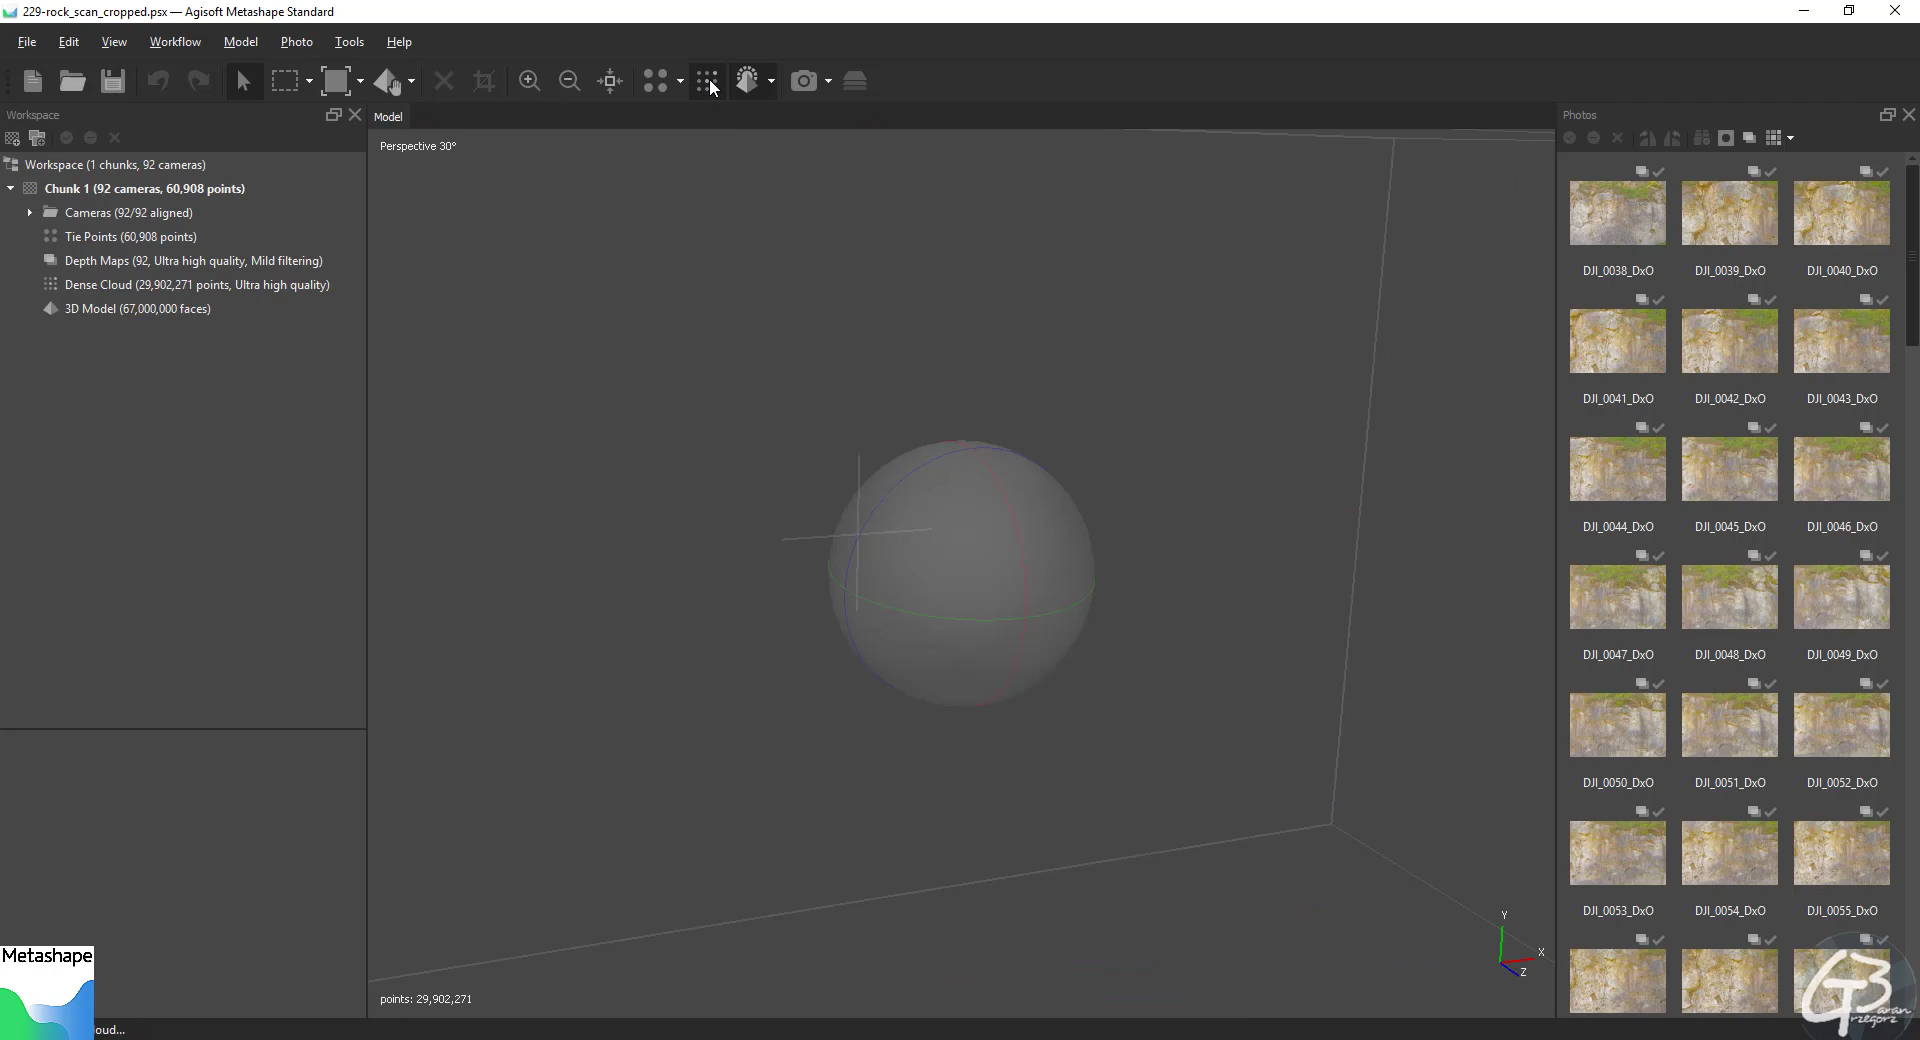 229-rock_scan_cropped.psx — Agisoft Metashape Standard
File Edit View Workflow Model Photo Tools Help
Workspace
Workspace (1 chunks, 92 cameras)
Chunk 1 (92 cameras, 60,908 points)
Cameras (92/92 aligned)
Tie Points (60,908 points)
Depth Maps (92, Ultra high quality, Mild filtering)
Dense Cloud (29,902,271 points, Ultra high quality)
3D Model (67,000,000 faces)
Metashape
oud...
Model
Perspective 30°
Y
X
Z
points: 29,902,271
Photos
DJI_0038_DxO DJI_0039_DxO DJI_0040_DxO
DJI_0041_DxO DJI_0042_DxO DJI_0043_DxO
DJI_0044_DxO DJI_0045_DxO DJI_0046_DxO
DJI_0047_DxO DJI_0048_DxO DJI_0049_DxO
DJI_0050_DxO DJI_0051_DxO DJI_0052_DxO
DJI_0053_DxO DJI_0054_DxO DJI_0055_DxO